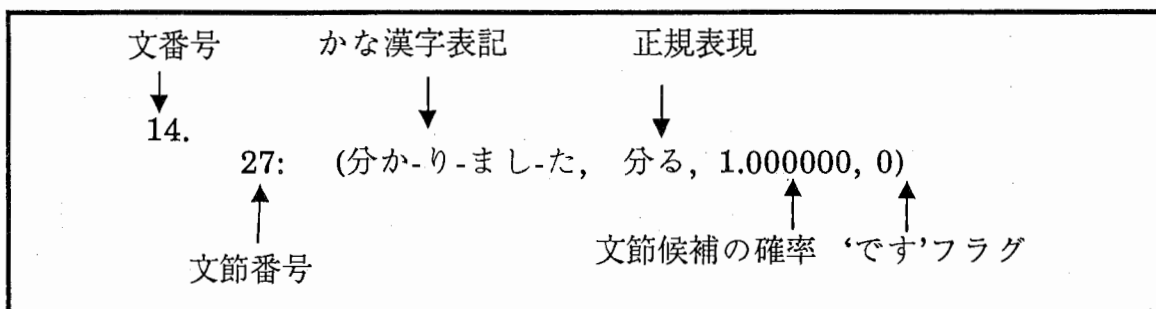 文番号 かな漢字表記 正規表現
14.
27: (分か-り-まし-た, 分る, 1.000000, 0)
文節番号 文節候補の確率 ‘です’フラグ